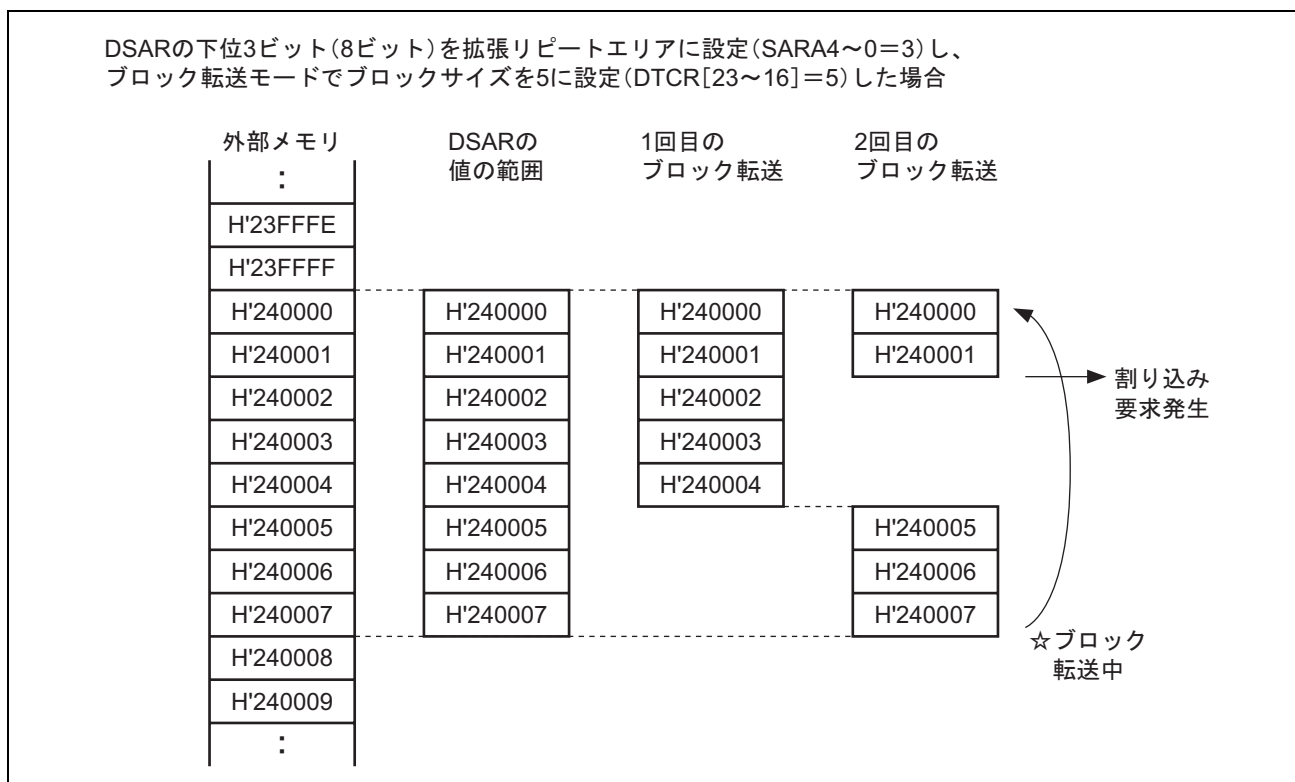 DSARの下位3ビット(8ビット)を拡張リピートエリアに設定(SARA4～0＝3)し、
ブロック転送モードでブロックサイズを5に設定(DTCR[23～16]＝5)した場合
外部メモリ
：
H'23FFFE
H'23FFFF
H'240000
H'240001
H'240002
H'240003
H'240004
H'240005
H'240006
H'240007
H'240008
H'240009
：
DSARの
値の範囲
H'240000
H'240001
H'240002
H'240003
H'240004
H'240005
H'240006
H'240007
1回目の
ブロック転送
H'240000
H'240001
H'240002
H'240003
H'240004
2回目の
ブロック転送
H'240000
H'240001
H'240005
H'240006
H'240007
割り込み
要求発生
☆ブロック
転送中